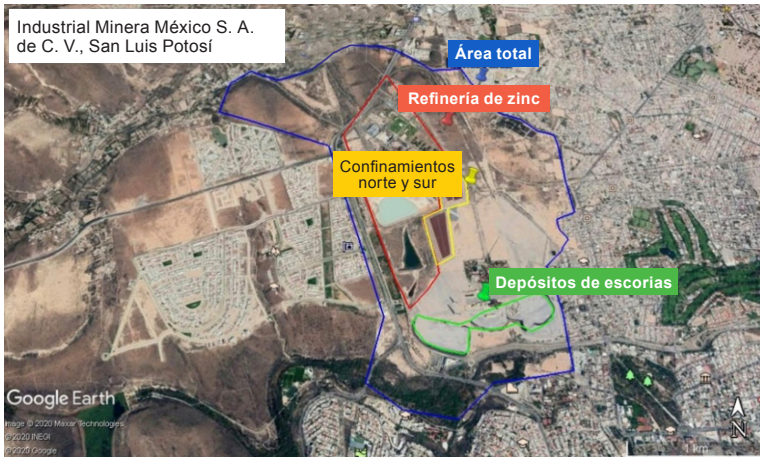 Industrial Minera México S. A.
de C. V., San Luis Potosí
Área total
Refinería de zinc
Confinamientos
norte y sur
Depósitos de escorias
Google Earth
Image © 2020 Maxar Technologies
© 2020 INEGI
© 2020 Google
N
1 km